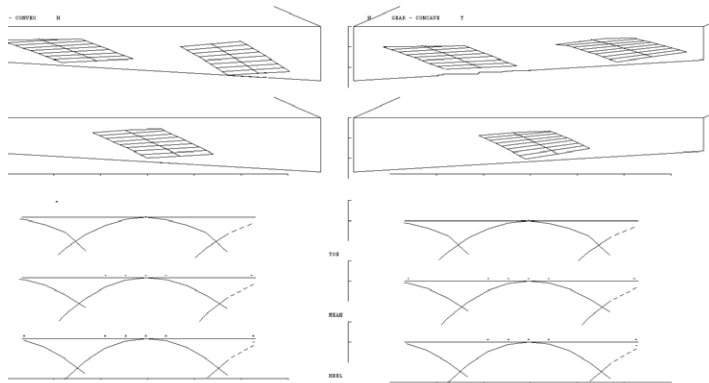 - CONVEX H
H GEAR - CONCAVE T
TOE
MEAN
HEEL